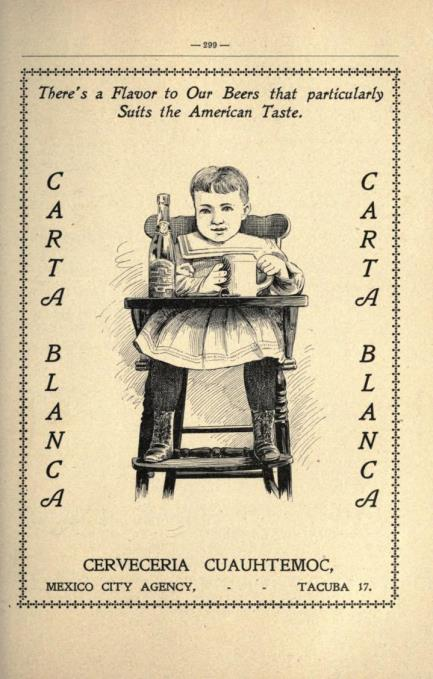 — 299 —
There's a Flavor to Our Beers that particularly
Suits the American Taste.
CARTA BLANCA
CARTA BLANCA
CERVECERIA CUAUHTEMOC,
MEXICO CITY AGENCY, - - TACUBA 17.